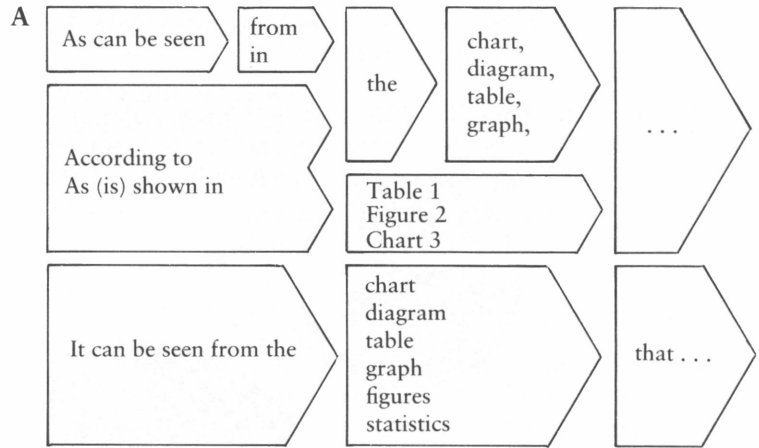 A
As can be seen
from
in
the
chart,
diagram,
table,
graph,
. . .
According to
As (is) shown in
Table 1
Figure 2
Chart 3
It can be seen from the
chart
diagram
table
graph
figures
statistics
that . . .